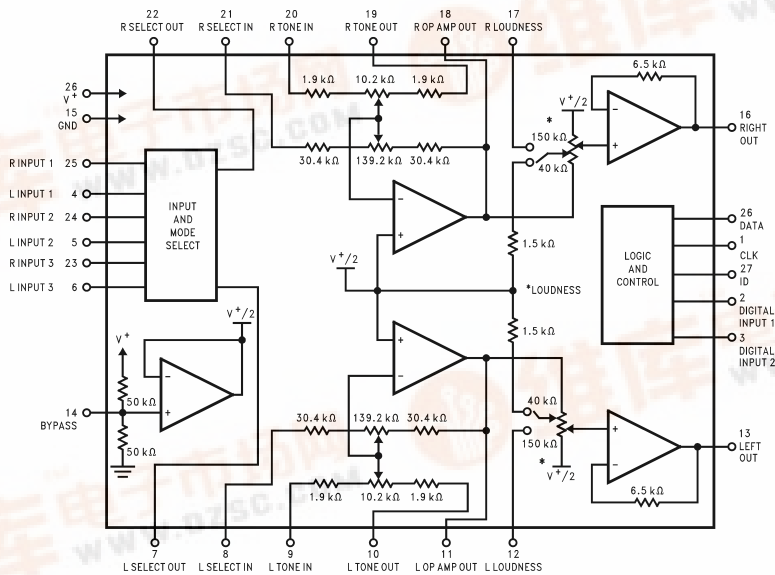 22
R SELECT OUT
21
R SELECT IN
20
R TONE IN
19
R TONE OUT
18
R OP AMP OUT
17
R LOUDNESS
26
V+
15
GND
1.9 kΩ
10.2 kΩ
1.9 kΩ
6.5 kΩ
V+/2
*
150 kΩ
40 kΩ
16
RIGHT
OUT
30.4 kΩ
139.2 kΩ
30.4 kΩ
R INPUT 1 25
L INPUT 1 4
R INPUT 2 24
L INPUT 2 5
R INPUT 3 23
L INPUT 3 6
INPUT
AND
MODE
SELECT
−
+
−
+
1.5 kΩ
V+/2
*LOUDNESS
1.5 kΩ
LOGIC
AND
CONTROL
26
DATA
1
CLK
27
ID
2
DIGITAL
INPUT 1
3
DIGITAL
INPUT 2
V+/2
V+
50 kΩ
14
BYPASS
50 kΩ
−
+
+
−
30.4 kΩ
139.2 kΩ
30.4 kΩ
1.9 kΩ
10.2 kΩ
1.9 kΩ
40 kΩ
150 kΩ
*
V+/2
+
−
6.5 kΩ
13
LEFT
OUT
7
L SELECT OUT
8
L SELECT IN
9
L TONE IN
10
L TONE OUT
11
L OP AMP OUT
12
L LOUDNESS
www.dzsc.com
www.dzsc.com